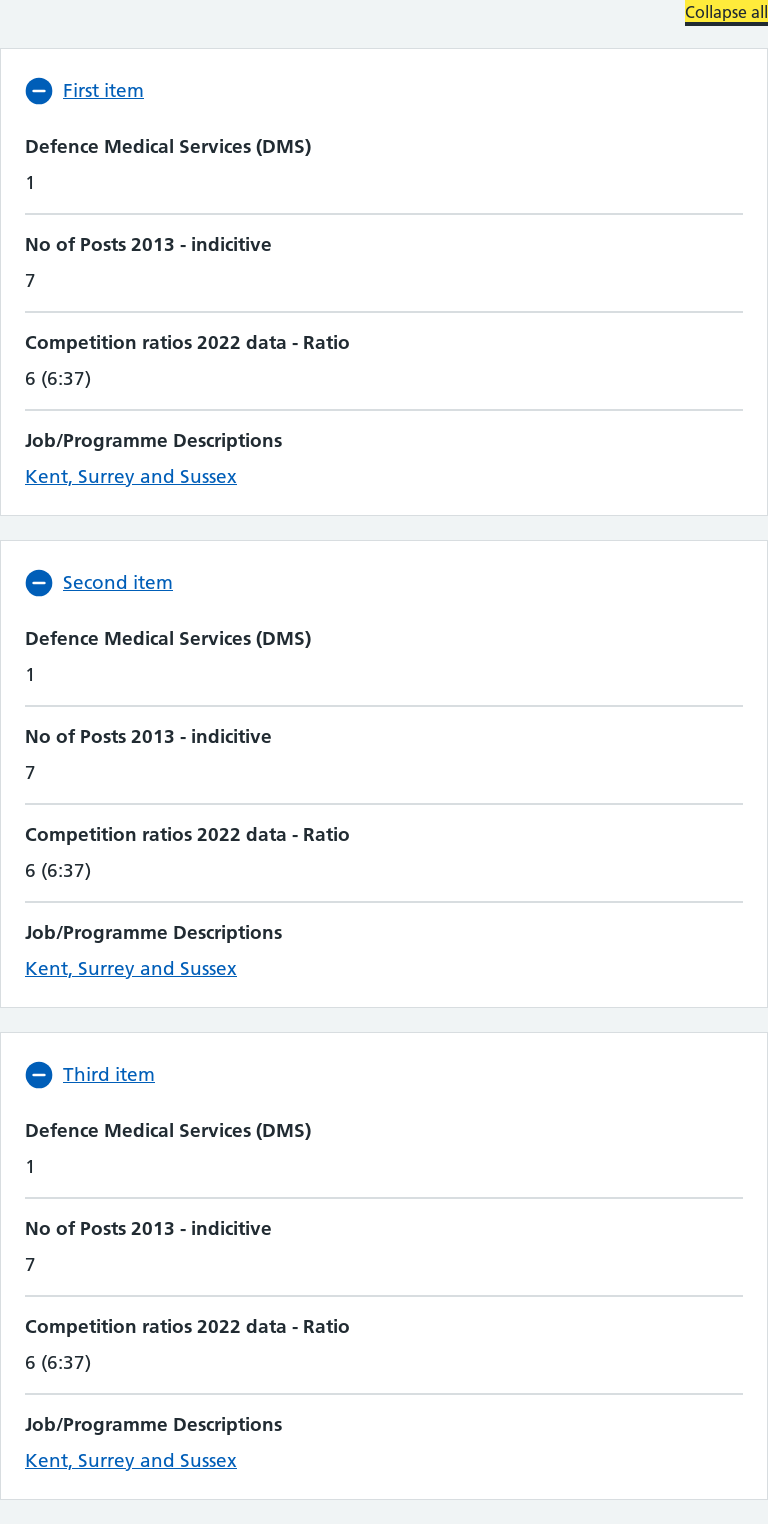 Collapse all
First item
Defence Medical Services (DMS)
1
No of Posts 2013 - indicitive
7
Competition ratios 2022 data - Ratio
6 (6:37)
Job/Programme Descriptions
Kent, Surrey and Sussex
Second item
Defence Medical Services (DMS)
1
No of Posts 2013 - indicitive
7
Competition ratios 2022 data - Ratio
6 (6:37)
Job/Programme Descriptions
Kent, Surrey and Sussex
Third item
Defence Medical Services (DMS)
1
No of Posts 2013 - indicitive
7
Competition ratios 2022 data - Ratio
6 (6:37)
Job/Programme Descriptions
Kent, Surrey and Sussex